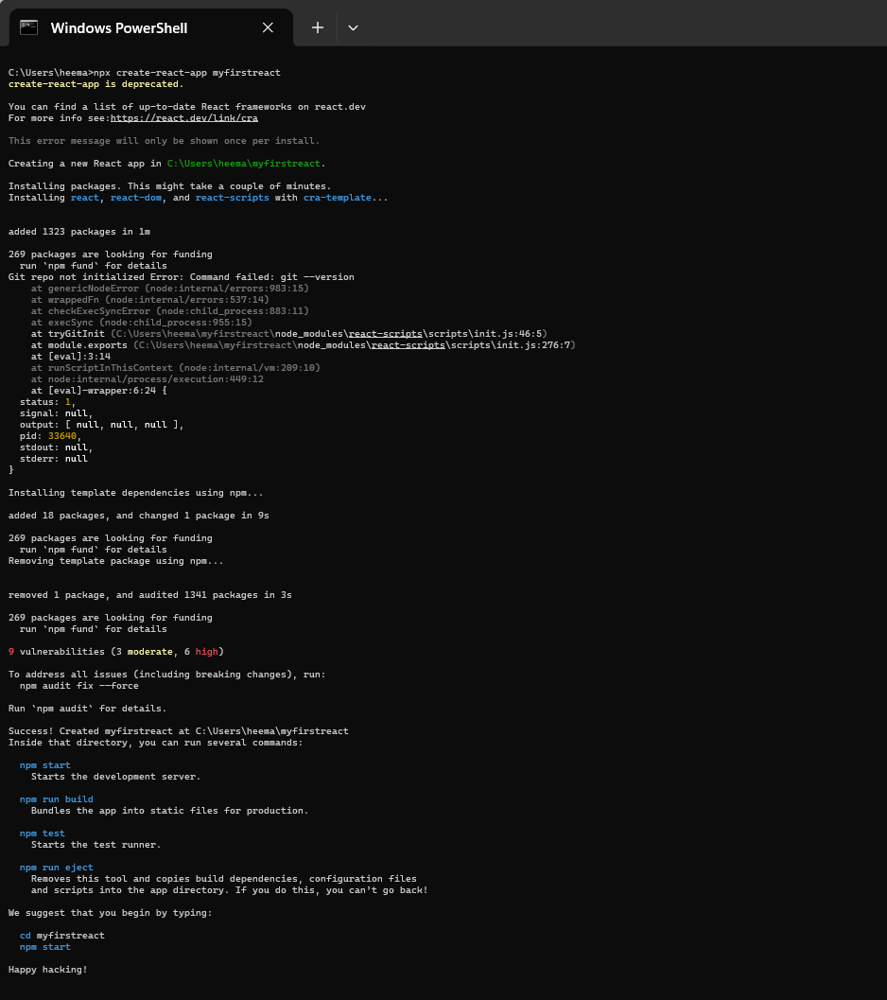 Windows PowerShell
C:\Users\heema>npx create-react-app myfirstreact
create-react-app is deprecated.
You can find a list of up-to-date React frameworks on react.dev
For more info see:https://react.dev/link/cra
This error message will only be shown once per install.
Creating a new React app in C:\Users\heema\myfirstreact.
Installing packages. This might take a couple of minutes.
Installing react, react-dom, and react-scripts with cra-template...
added 1323 packages in 1m
269 packages are looking for funding
  run `npm fund` for details
Git repo not initialized Error: Command failed: git --version
    at genericNodeError (node:internal/errors:983:15)
    at wrappedFn (node:internal/errors:537:14)
    at checkExecSyncError (node:child_process:883:11)
    at execSync (node:child_process:955:15)
    at tryGitInit (C:\Users\heema\myfirstreact\node_modules\react-scripts\scripts\init.js:46:5)
    at module.exports (C:\Users\heema\myfirstreact\node_modules\react-scripts\scripts\init.js:276:7)
    at [eval]:3:14
    at runScriptInThisContext (node:internal/vm:209:10)
    at node:internal/process/execution:449:12
    at [eval]-wrapper:6:24 {
  status: 1,
  signal: null,
  output: [ null, null, null ],
  pid: 33640,
  stdout: null,
  stderr: null
}
Installing template dependencies using npm...
added 18 packages, and changed 1 package in 9s
269 packages are looking for funding
  run `npm fund` for details
Removing template package using npm...
removed 1 package, and audited 1341 packages in 3s
269 packages are looking for funding
  run `npm fund` for details
9 vulnerabilities (3 moderate, 6 high)
To address all issues (including breaking changes), run:
  npm audit fix --force
Run `npm audit` for details.
Success! Created myfirstreact at C:\Users\heema\myfirstreact
Inside that directory, you can run several commands:
  npm start
    Starts the development server.
  npm run build
    Bundles the app into static files for production.
  npm test
    Starts the test runner.
  npm run eject
    Removes this tool and copies build dependencies, configuration files
    and scripts into the app directory. If you do this, you can’t go back!
We suggest that you begin by typing:
  cd myfirstreact
  npm start
Happy hacking!